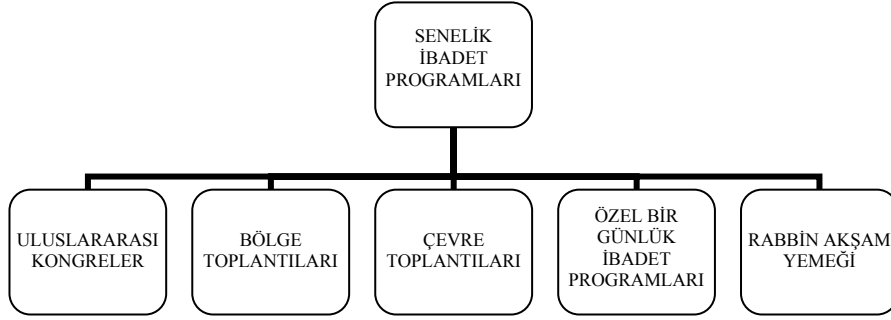 SENELİK
İBADET
PROGRAMLARI
ULUSLARARASI
KONGRELER
BÖLGE
TOPLANTILARI
ÇEVRE
TOPLANTILARI
ÖZEL BİR
GÜNLÜK
İBADET
PROGRAMLARI
RABBİN AKŞAM
YEMEĞİ